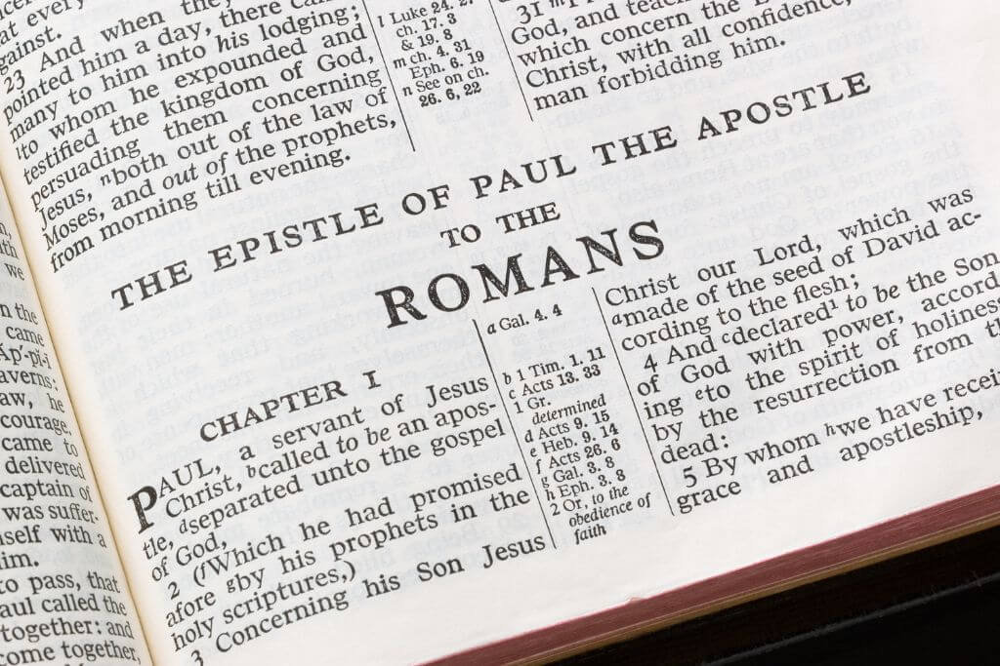 at every
against.
23 And when they
pointed him a day, there
many to him into his lodging;
ᶦto whom he expounded and
testified the kingdom of God,
persuading them concerning
Jesus, ⁿboth out of the law of
Moses, and out of the prophets,
from morning till evening.
l Luke 24. 27.
ch. 17. 3
& 19. 8
m ch. 4. 31
Eph. 6. 19
n See on ch.
26. 6, 22
31 ᵐ
God, and
which concern the
Christ, with all confidence,
man forbidding him.
THE EPISTLE OF PAUL THE APOSTLE
TO THE
ROMANS
we
in the
came
Ap'-pi-i
averns:
aw, he
courage.
came to
delivered
captain of
was suffer-
self with a
him.
to pass, that
aul called the
together: and
come together,
CHAPTER I
PAUL, a servant of Jesus
Christ, ᵇcalled to be an apos-
tle, ᵈseparated unto the gospel
of God,
2 (Which he had promised
afore ᵍby his prophets in the
holy scriptures,)
3 Concerning his Son Jesus
a Gal. 4. 4
b 1 Tim. 1. 11
c Acts 13. 33
1 Gr.
determined
d Acts 9. 15
e Heb. 9. 14
f Acts 26. 6
g Gal. 3. 8
h Eph. 3. 8
2 Or, to the
obedience of
faith
Christ our Lord, which was
ᵃmade of the seed of David ac-
cording to the flesh;
4 And ᶜdeclared¹ to be the Son
of God with power, accord-
ing ᵉto the spirit of holiness
by the resurrection from
dead:
5 By whom ʰwe have
grace and apostleship,